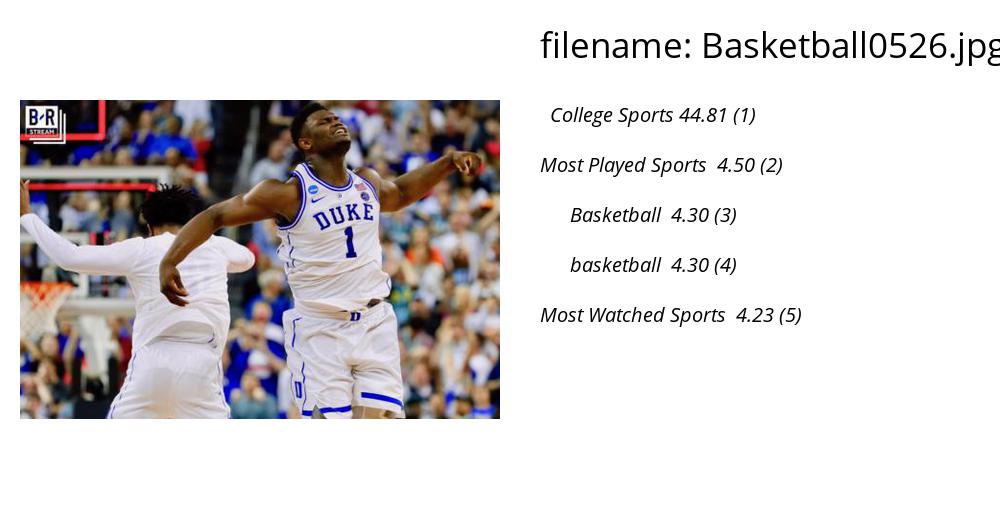 filename: Basketball0526.jpg
College Sports 44.81 (1)
Most Played Sports 4.50 (2)
Basketball 4.30 (3)
basketball 4.30 (4)
Most Watched Sports 4.23 (5)
B/R
STREAM
DUKE
1
D
D